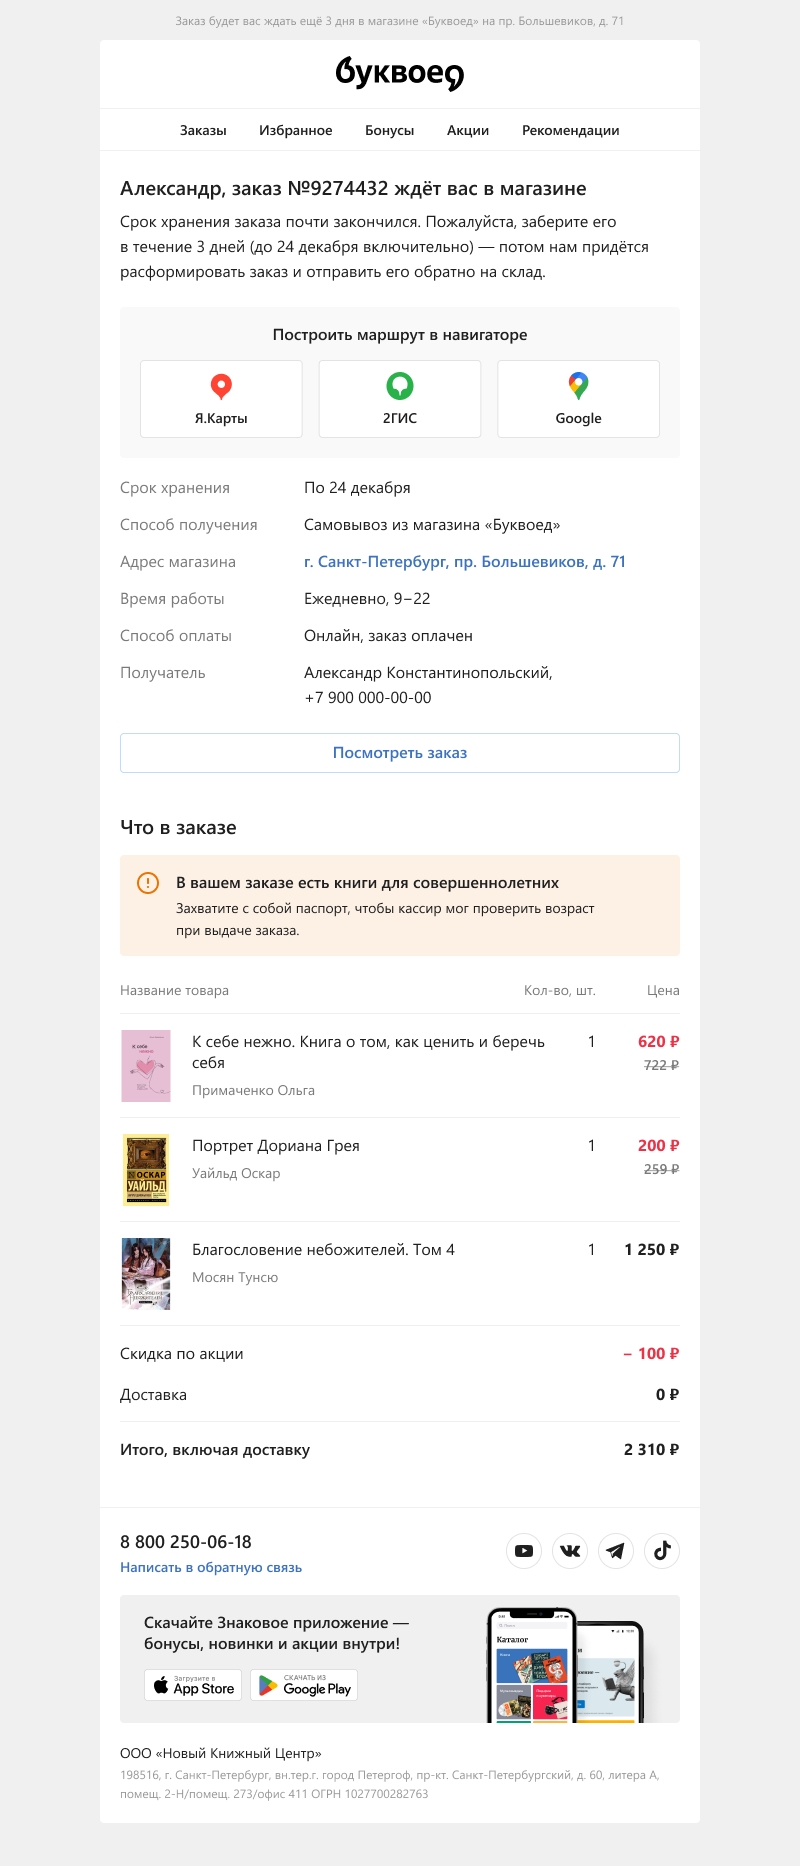 Заказ будет вас ждать ещё 3 дня в магазине «Буквоед» на пр. Большевиков, д. 71
буквоед
Заказы Избранное Бонусы Акции Рекомендации
Александр, заказ №9274432 ждёт вас в магазине
Срок хранения заказа почти закончился. Пожалуйста, заберите его
в течение 3 дней (до 24 декабря включительно) — потом нам придётся
расформировать заказ и отправить его обратно на склад.
Построить маршрут в навигаторе
Я.Карты 2ГИС Google
Срок хранения По 24 декабря
Способ получения Самовывоз из магазина «Буквоед»
Адрес магазина г. Санкт-Петербург, пр. Большевиков, д. 71
Время работы Ежедневно, 9–22
Способ оплаты Онлайн, заказ оплачен
Получатель Александр Константинопольский,
+7 900 000-00-00
Посмотреть заказ
Что в заказе
В вашем заказе есть книги для совершеннолетних
Захватите с собой паспорт, чтобы кассир мог проверить возраст
при выдаче заказа.
Название товара Кол-во, шт. Цена
К себе нежно. Книга о том, как ценить и беречь 1 620 ₽
себя 722 ₽
Примаченко Ольга
К себе
нежно
Портрет Дориана Грея 1 200 ₽
Уайльд Оскар 259 ₽
ОСКАР
УАЙЛЬД
Благословение небожителей. Том 4 1 1 250 ₽
Мосян Тунсю
Скидка по акции – 100 ₽
Доставка 0 ₽
Итого, включая доставку 2 310 ₽
8 800 250-06-18
Написать в обратную связь
Скачайте Знаковое приложение —
бонусы, новинки и акции внутри!
Загрузите в
App Store
СКАЧАТЬ ИЗ
Google Play
Каталог
ООО «Новый Книжный Центр»
198516, г. Санкт-Петербург, вн.тер.г. город Петергоф, пр-кт. Санкт-Петербургский, д. 60, литера А,
помещ. 2-Н/помещ. 273/офис 411 ОГРН 1027700282763